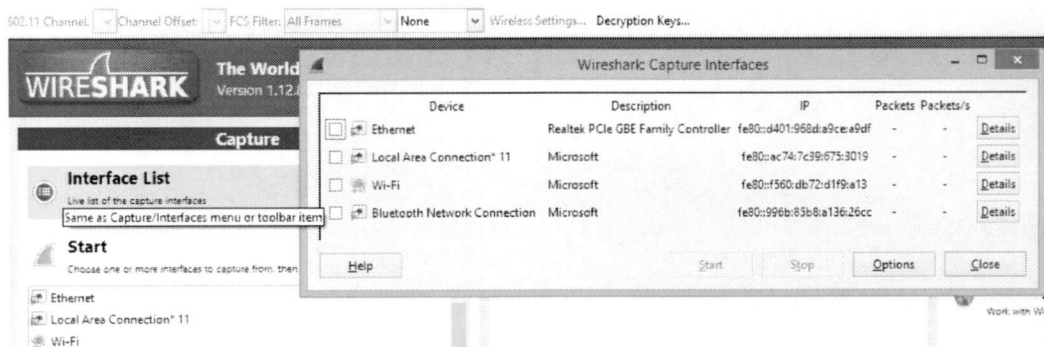 802.11 Channel: Channel Offset: FCS Filter: All Frames None Wireless Settings... Decryption Keys...
WIRESHARK
The World
Version 1.12.
Wireshark: Capture Interfaces
Device Description IP Packets Packets/s
Ethernet Realtek PCIe GBE Family Controller fe80::d401:968d:a9ce:a9df - - Details
Local Area Connection* 11 Microsoft fe80::ac74:7c39:675:3019 - - Details
Wi-Fi Microsoft fe80::f560:db72:d1f9:a13 - - Details
Bluetooth Network Connection Microsoft fe80::996b:85b8:a136:26cc - - Details
Help Start Stop Options Close
Capture
Interface List
Live list of the capture interfaces
Same as Capture/Interfaces menu or toolbar item
Start
Choose one or more interfaces to capture from, then
Ethernet
Local Area Connection* 11
Wi-Fi
Work with W